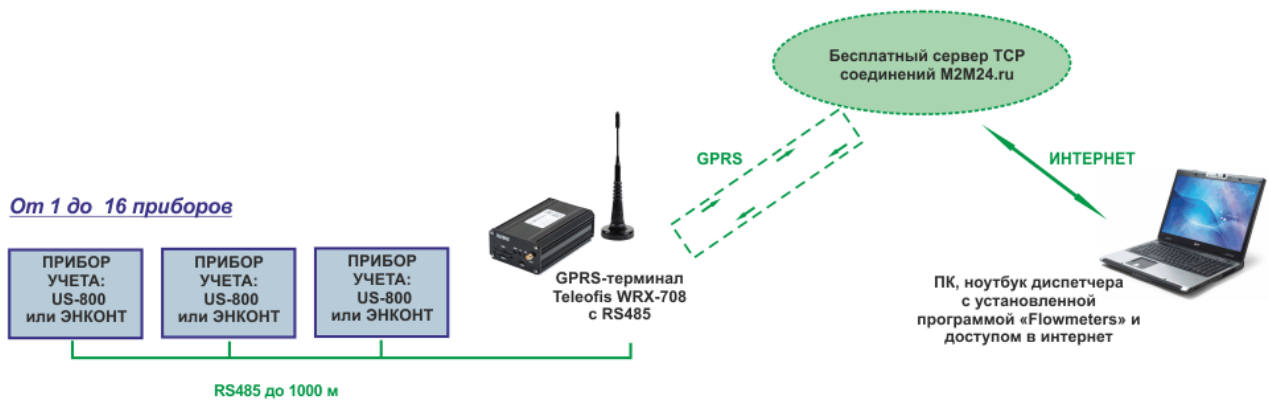 Бесплатный сервер TCP
соединений M2M24.ru
GPRS
ИНТЕРНЕТ
От 1 до 16 приборов
ПРИБОР
УЧЕТА:
US-800
или ЭНКОНТ
ПРИБОР
УЧЕТА:
US-800
или ЭНКОНТ
ПРИБОР
УЧЕТА:
US-800
или ЭНКОНТ
GPRS-терминал
Teleofis WRX-708
с RS485
ПК, ноутбук диспетчера
с установленной
программой «Flowmeters» и
доступом в интернет
RS485 до 1000 м